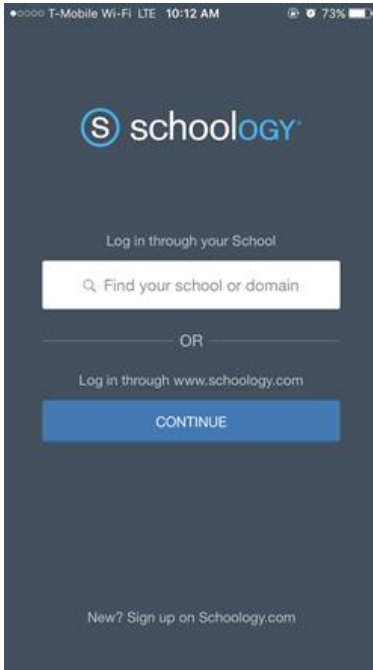 T-Mobile Wi-Fi LTE 10:12 AM 73%
S schoology
Log in through your School
Find your school or domain
OR
Log in through www.schoology.com
CONTINUE
New? Sign up on Schoology.com